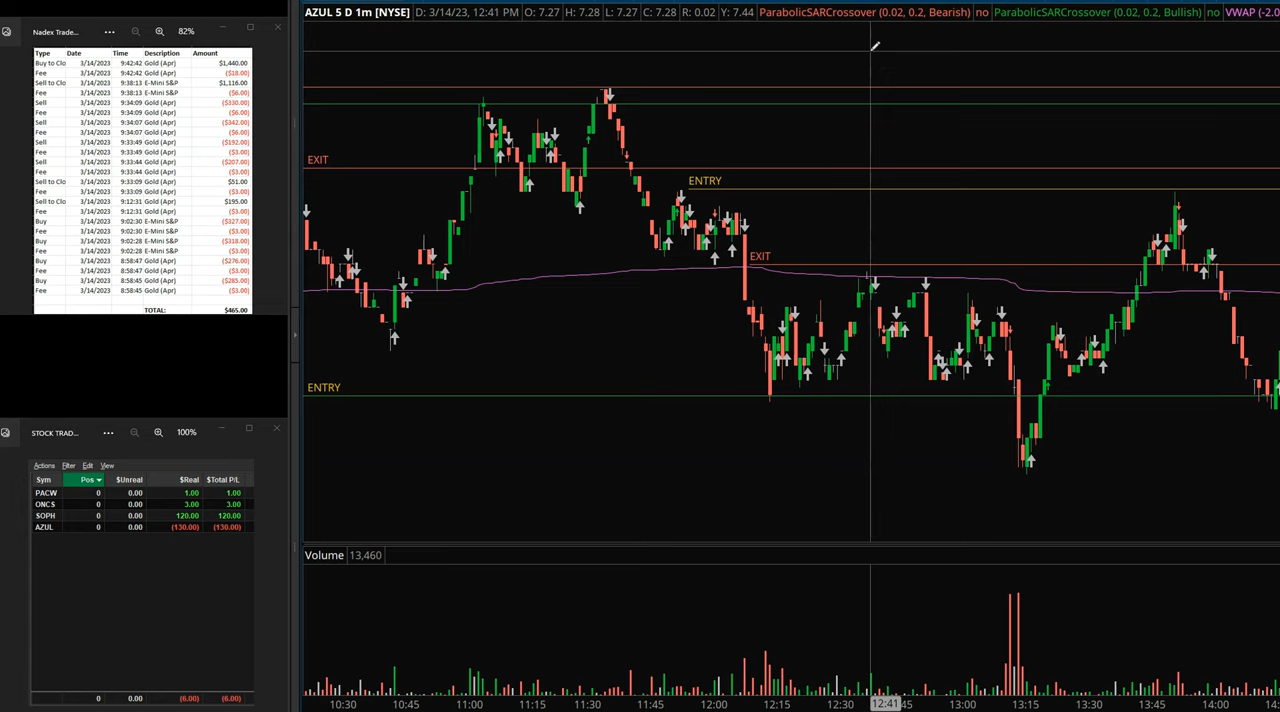 AZUL 5 D 1m [NYSE] D: 3/14/23, 12:41 PM O: 7.27 H: 7.28 L: 7.27 C: 7.28 R: 0.02 Y: 7.44 ParabolicSARCrossover (0.02, 0.2, Bearish) no ParabolicSARCrossover (0.02, 0.2, Bullish) no VWAP (-2.0
Nadex Trade... ... 82%
Type Date Time Description Amount
Buy to Clo 3/14/2023 9:42:42 Gold (Apr) $1,440.00
Fee 3/14/2023 9:42:42 Gold (Apr) ($18.00)
Sell to Clo 3/14/2023 9:38:13 E-Mini S&P $1,116.00
Fee 3/14/2023 9:38:13 E-Mini S&P ($6.00)
Sell 3/14/2023 9:34:09 Gold (Apr) ($330.00)
Fee 3/14/2023 9:34:09 Gold (Apr) ($6.00)
Sell 3/14/2023 9:34:07 Gold (Apr) ($342.00)
Fee 3/14/2023 9:34:07 Gold (Apr) ($6.00)
Sell 3/14/2023 9:33:49 Gold (Apr) ($192.00)
Fee 3/14/2023 9:33:49 Gold (Apr) ($3.00)
Sell 3/14/2023 9:33:44 Gold (Apr) ($207.00)
Fee 3/14/2023 9:33:44 Gold (Apr) ($3.00)
Sell to Clo 3/14/2023 9:33:09 Gold (Apr) $51.00
Fee 3/14/2023 9:33:09 Gold (Apr) ($3.00)
Sell to Clo 3/14/2023 9:12:31 Gold (Apr) $195.00
Fee 3/14/2023 9:12:31 Gold (Apr) ($3.00)
Buy 3/14/2023 9:02:30 E-Mini S&P ($327.00)
Fee 3/14/2023 9:02:30 E-Mini S&P ($3.00)
Buy 3/14/2023 9:02:28 E-Mini S&P ($318.00)
Fee 3/14/2023 9:02:28 E-Mini S&P ($3.00)
Buy 3/14/2023 8:58:47 Gold (Apr) ($276.00)
Fee 3/14/2023 8:58:47 Gold (Apr) ($3.00)
Buy 3/14/2023 8:58:45 Gold (Apr) ($285.00)
Fee 3/14/2023 8:58:45 Gold (Apr) ($3.00)
TOTAL: $465.00
EXIT
ENTRY
EXIT
ENTRY
STOCK TRAD... ... 100%
Actions Filter Edit View
Sym Pos $Unreal $Real $Total P/L
PACW 0 0.00 1.00 1.00
ONCS 0 0.00 3.00 3.00
SOPH 0 0.00 120.00 120.00
AZUL 0 0.00 (130.00) (130.00)
0 0.00 (6.00) (6.00)
Volume 13,460
10:30 10:45 11:00 11:15 11:30 11:45 12:00 12:15 12:30 12:41 :45 13:00 13:15 13:30 13:45 14:00 14: